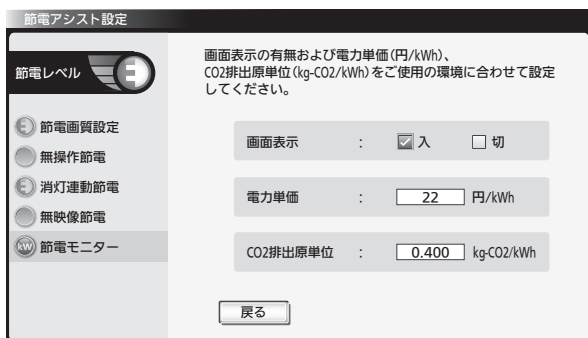 節電アシスト設定
節電レベル
節電画質設定
無操作節電
消灯連動節電
無映像節電
kW 節電モニター
画面表示の有無および電力単価(円/kWh)、
CO2排出原単位(kg-CO2/kWh)をご使用の環境に合わせて設定
してください。
画面表示 : 入 切
電力単価 : 22 円/kWh
CO2排出原単位 : 0.400 kg-CO2/kWh
戻る